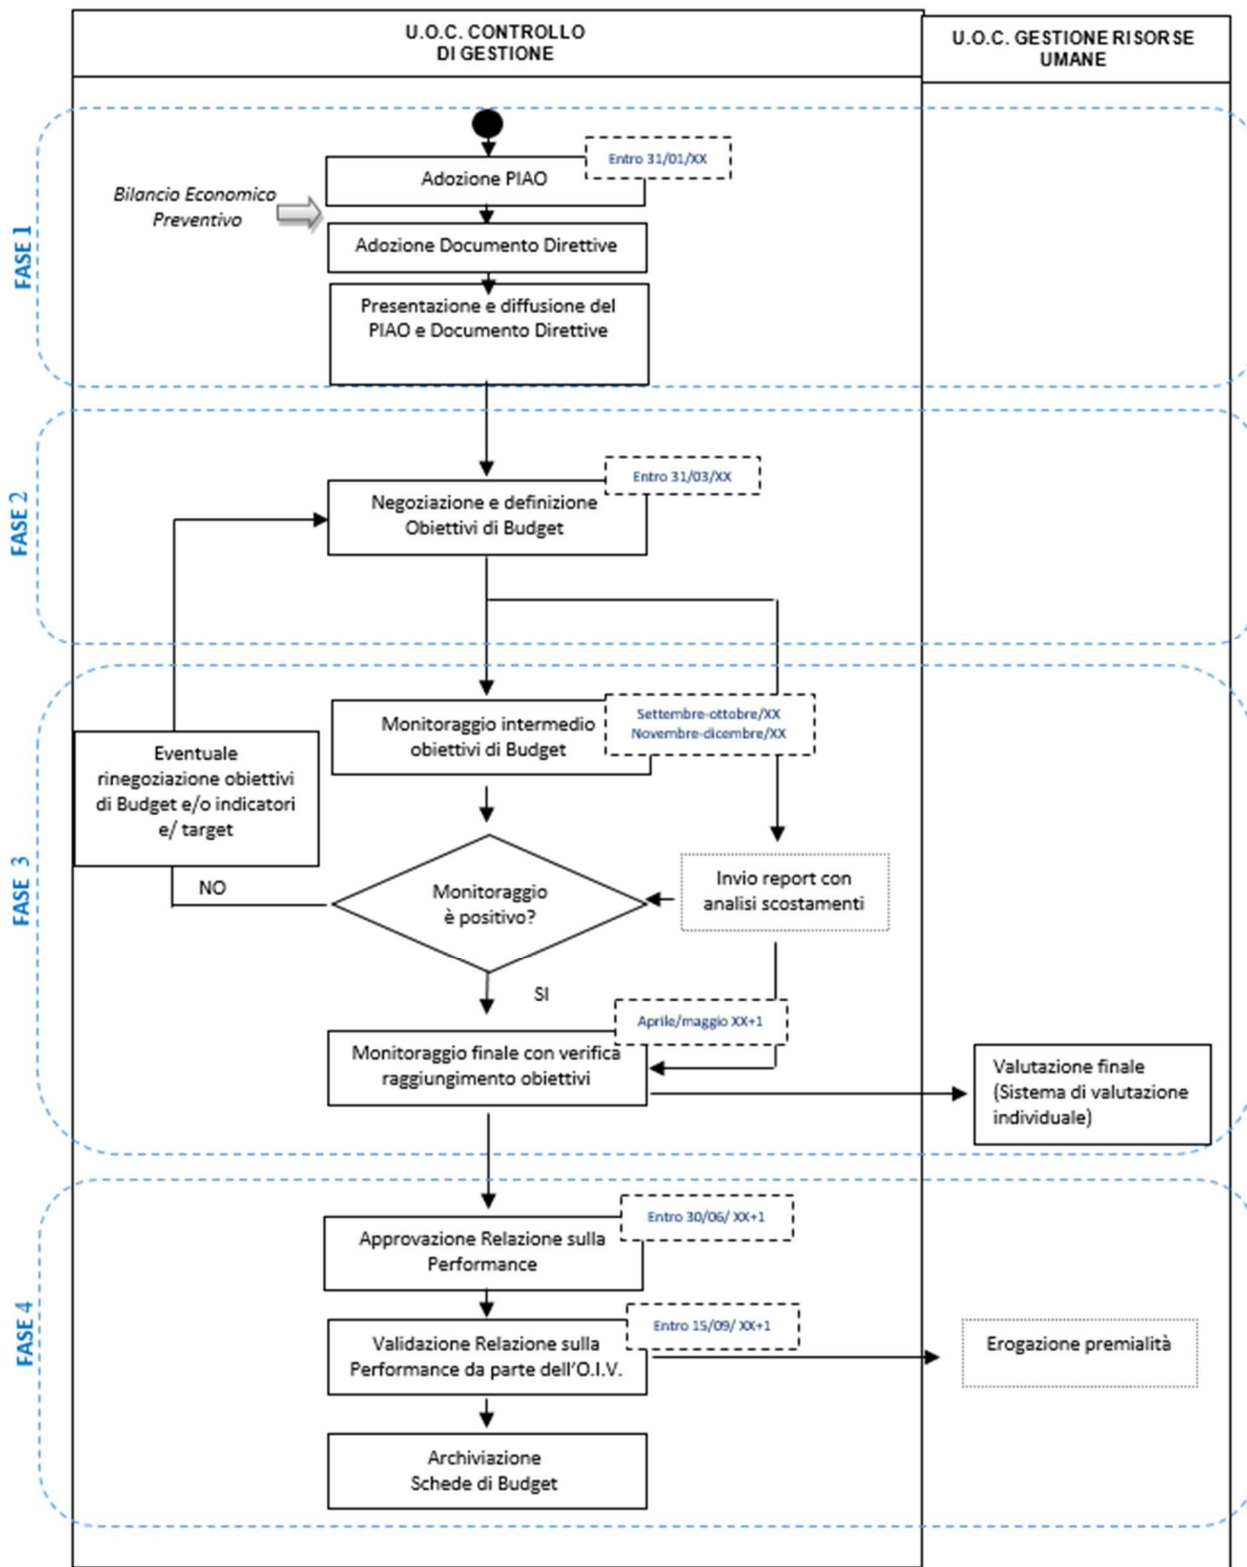 U.O.C. CONTROLLO
DI GESTIONE
U.O.C. GESTIONE RISORSE
UMANE
FASE 1
Entro 31/01/XX
Adozione PIAO
Bilancio Economico
Preventivo
Adozione Documento Direttive
Presentazione e diffusione del
PIAO e Documento Direttive
FASE 2
Entro 31/03/XX
Negoziazione e definizione
Obiettivi di Budget
FASE 3
Settembre-ottobre/XX
Novembre-dicembre/XX
Monitoraggio intermedio
obiettivi di Budget
Eventuale
rinegoziazione obiettivi
di Budget e/o indicatori
e/ target
NO
Monitoraggio
è positivo?
Invio report con
analisi scostamenti
SI
Aprile/maggio XX+1
Monitoraggio finale con verifica
raggiungimento obiettivi
Valutazione finale
(Sistema di valutazione
individuale)
FASE 4
Entro 30/06/ XX+1
Approvazione Relazione sulla
Performance
Entro 15/09/ XX+1
Validazione Relazione sulla
Performance da parte dell'O.I.V.
Erogazione premialità
Archiviazione
Schede di Budget